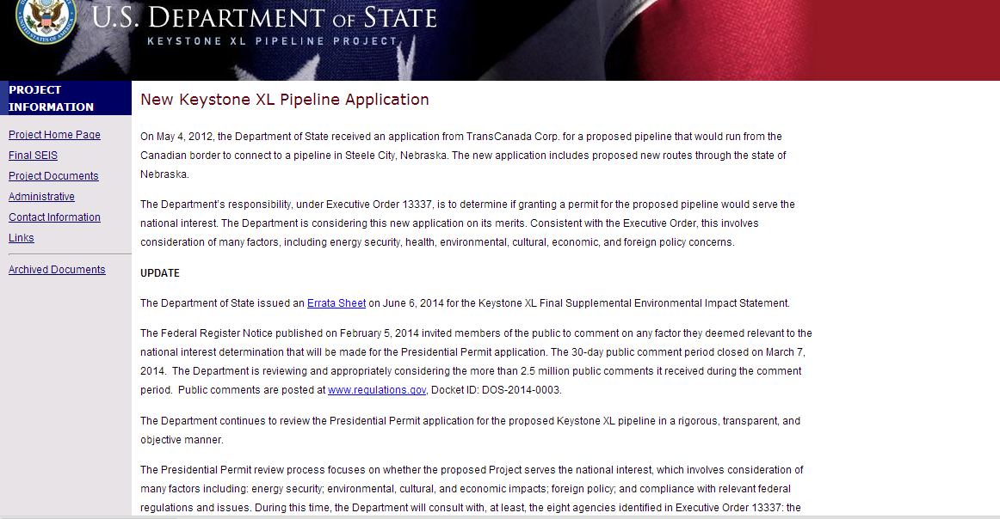 U.S. DEPARTMENT OF STATE
KEYSTONE XL PIPELINE PROJECT
PROJECT
INFORMATION
Project Home Page
Final SEIS
Project Documents
Administrative
Contact Information
Links
Archived Documents
New Keystone XL Pipeline Application
On May 4, 2012, the Department of State received an application from TransCanada Corp. for a proposed pipeline that would run from the
Canadian border to connect to a pipeline in Steele City, Nebraska. The new application includes proposed new routes through the state of
Nebraska.
The Department's responsibility, under Executive Order 13337, is to determine if granting a permit for the proposed pipeline would serve the
national interest. The Department is considering this new application on its merits. Consistent with the Executive Order, this involves
consideration of many factors, including energy security, health, environmental, cultural, economic, and foreign policy concerns.
UPDATE
The Department of State issued an Errata Sheet on June 6, 2014 for the Keystone XL Final Supplemental Environmental Impact Statement.
The Federal Register Notice published on February 5, 2014 invited members of the public to comment on any factor they deemed relevant to the
national interest determination that will be made for the Presidential Permit application. The 30-day public comment period closed on March 7,
2014.  The Department is reviewing and appropriately considering the more than 2.5 million public comments it received during the comment
period.  Public comments are posted at www.regulations.gov, Docket ID: DOS-2014-0003.
The Department continues to review the Presidential Permit application for the proposed Keystone XL pipeline in a rigorous, transparent, and
objective manner.
The Presidential Permit review process focuses on whether the proposed Project serves the national interest, which involves consideration of
many factors including: energy security; environmental, cultural, and economic impacts; foreign policy; and compliance with relevant federal
regulations and issues. During this time, the Department will consult with, at least, the eight agencies identified in Executive Order 13337: the